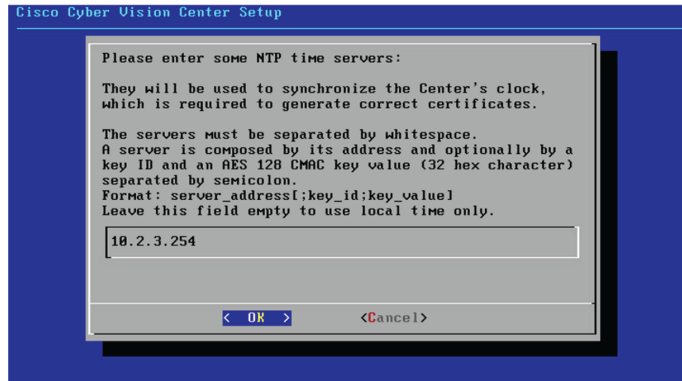 Cisco Cyber Vision Center Setup
Please enter some NTP time servers:
They will be used to synchronize the Center's clock,
which is required to generate correct certificates.
The servers must be separated by whitespace.
A server is composed by its address and optionally by a
key ID and an AES 128 CMAC key value (32 hex character)
separated by semicolon.
Format: server_address[;key_id;key_value]
Leave this field empty to use local time only.
10.2.3.254
< OK > <Cancel>